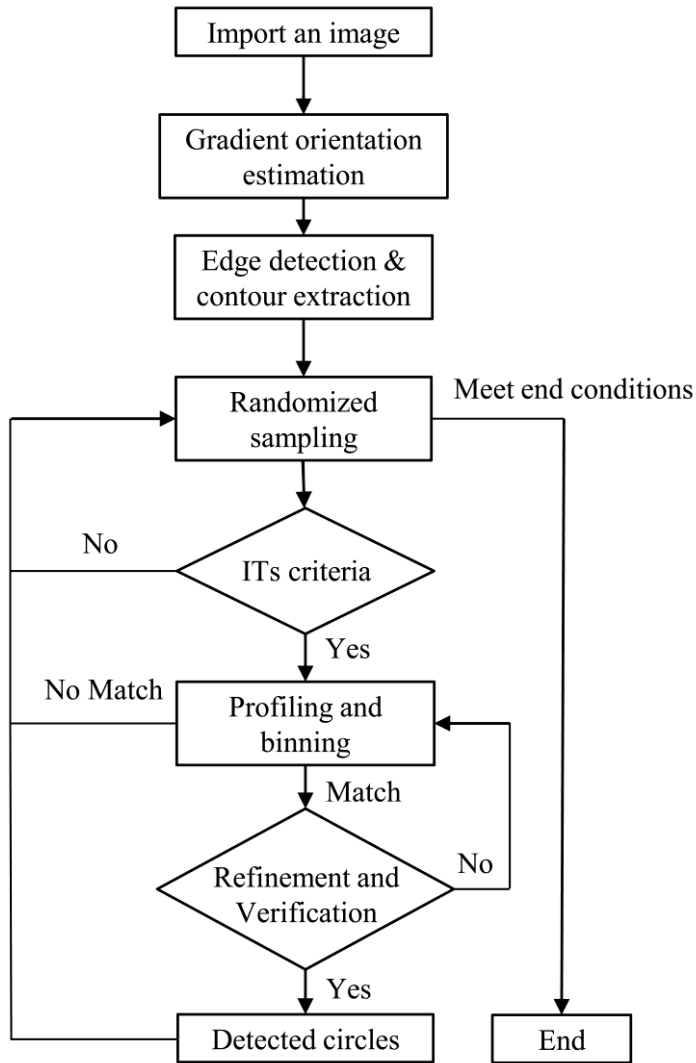 Import an image
Gradient orientation
estimation
Edge detection &
contour extraction
Randomized
sampling
Meet end conditions
No
ITs criteria
Yes
No Match
Profiling and
binning
Match
No
Refinement and
Verification
Yes
Detected circles
End